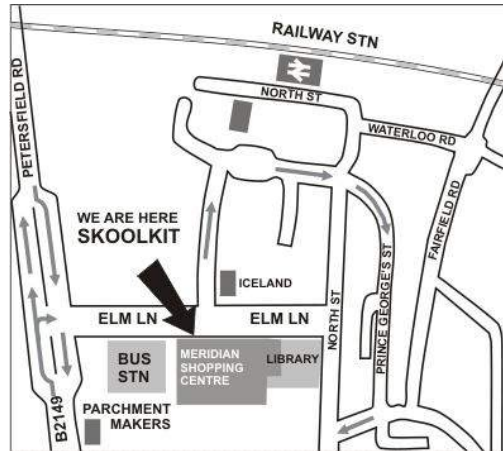 RAILWAY STN
NORTH ST
WATERLOO RD
PETERSFIELD RD
FAIRFIELD RD
WE ARE HERE
SKOOLKIT
PRINCE GEORGE'S ST
ICELAND
NORTH ST
ELM LN
ELM LN
BUS
STN
MERIDIAN
SHOPPING
CENTRE
LIBRARY
PARCHMENT
MAKERS
B2149